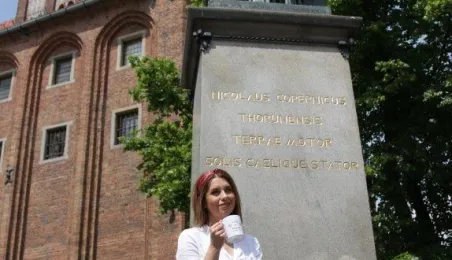 NICOLAUS COPERNICUS
THORUNENSIS
TERRAE MOTOR
SOLIS CAELIQUE STATOR